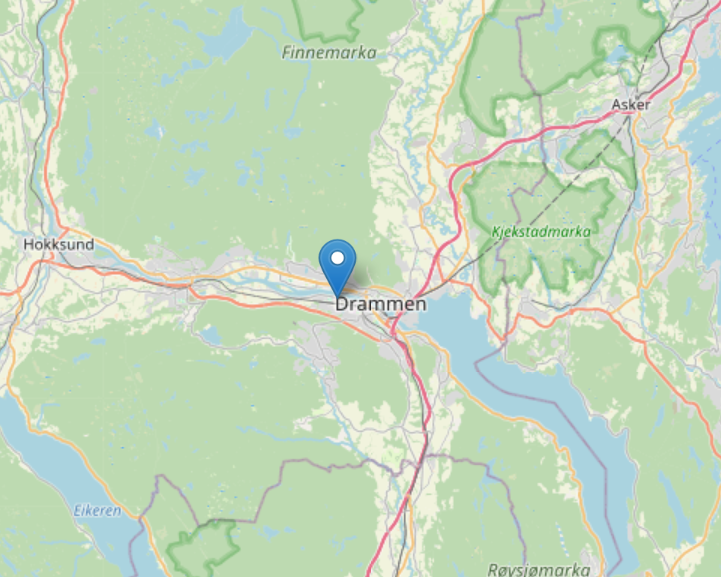 Finnemarka
Asker
Kjekstadmarka
Hokksund
Drammen
Eikeren
Røysjømarka